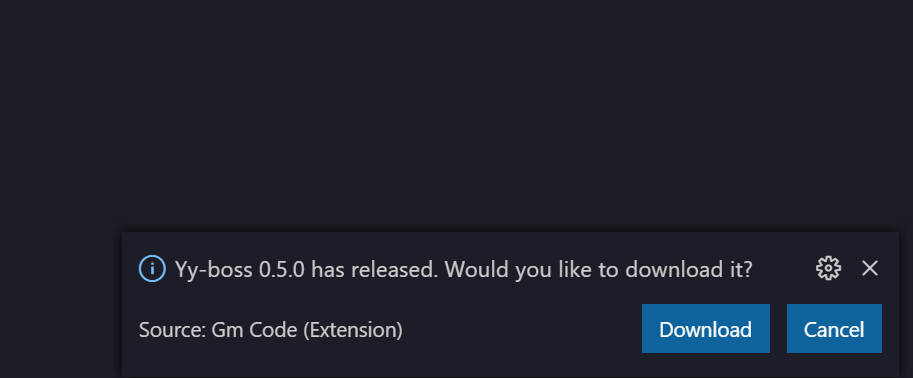 Yy-boss 0.5.0 has released. Would you like to download it?
Source: Gm Code (Extension)
Download
Cancel